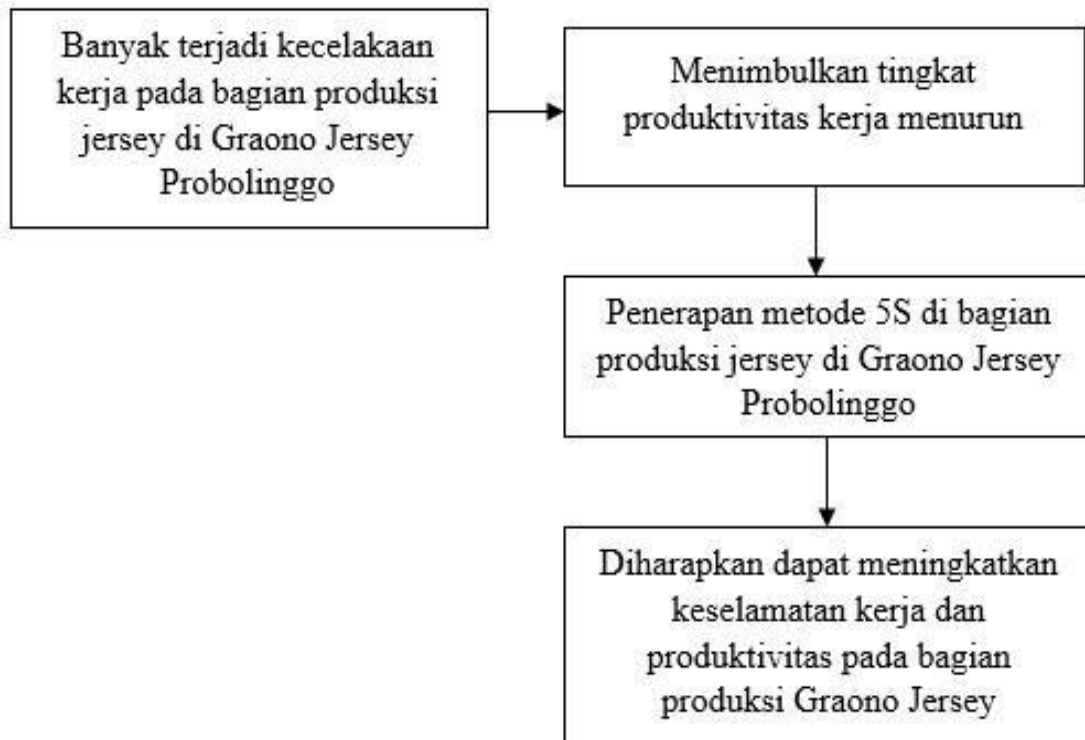 Banyak terjadi kecelakaan
kerja pada bagian produksi
jersey di Graono Jersey
Probolinggo
Menimbulkan tingkat
produktivitas kerja menurun
Penerapan metode 5S di bagian
produksi jersey di Graono Jersey
Probolinggo
Diharapkan dapat meningkatkan
keselamatan kerja dan
produktivitas pada bagian
produksi Graono Jersey